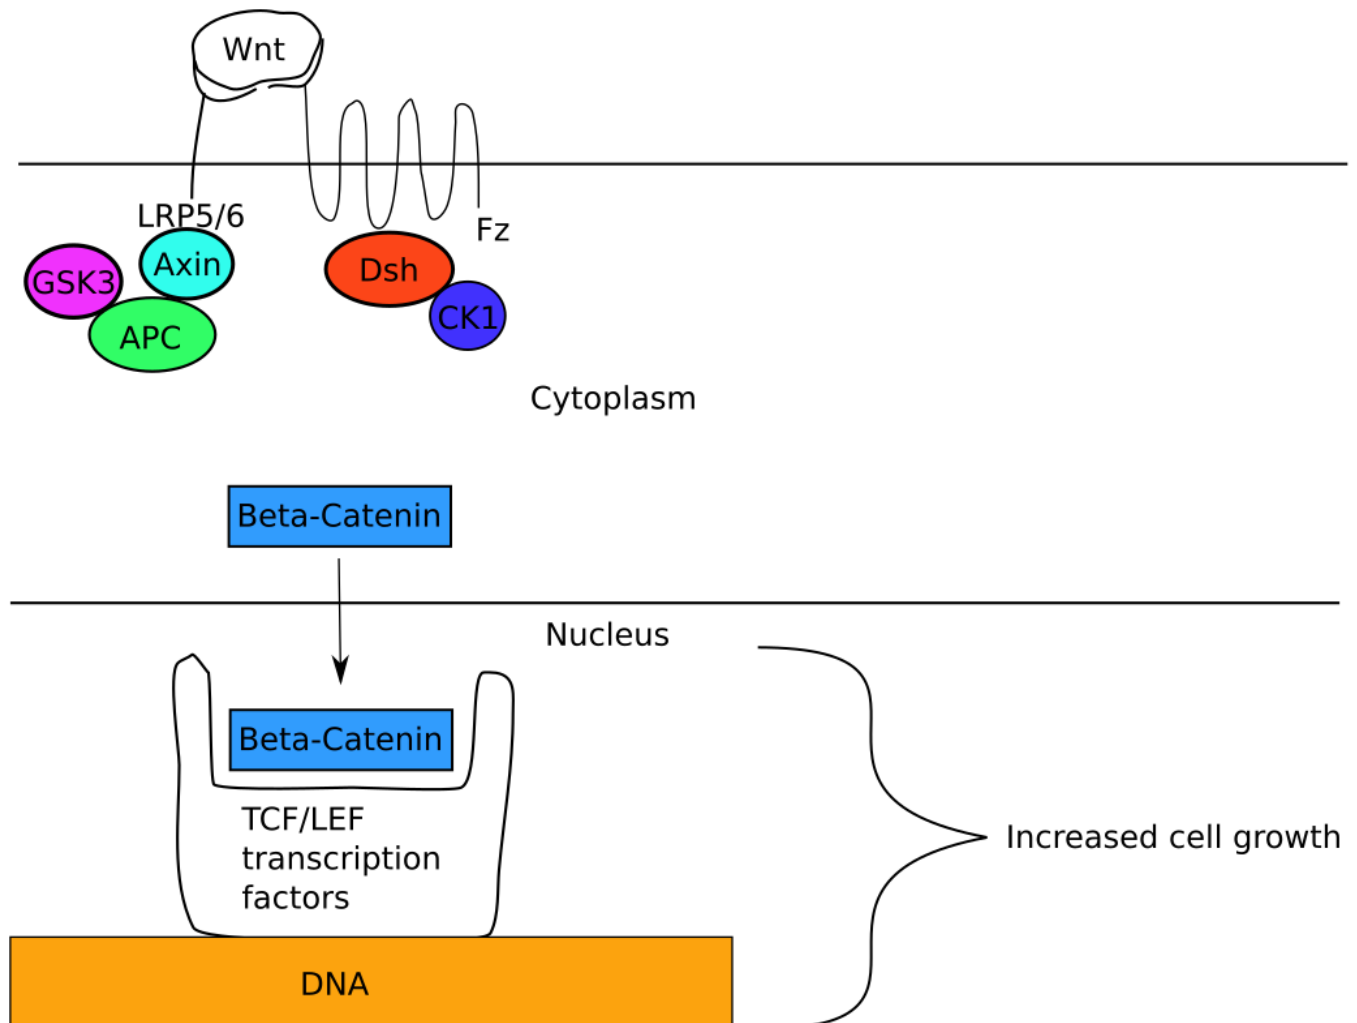 Wnt
LRP5/6
Fz
Axin
Dsh
GSK3
CK1
APC
Cytoplasm
Beta-Catenin
Nucleus
Beta-Catenin
TCF/LEF
transcription
factors
Increased cell growth
DNA